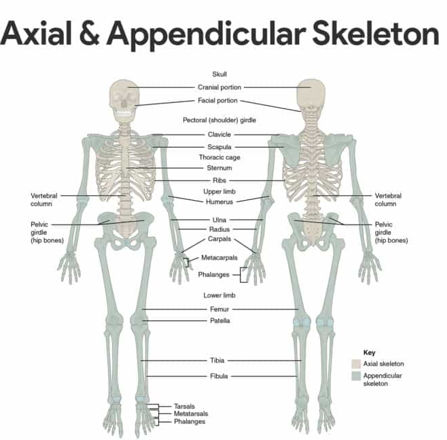 Axial & Appendicular Skeleton
Skull
Cranial portion
Facial portion
Pectoral (shoulder) girdle
Clavicle
Scapula
Thoracic cage
Sternum
Ribs
Upper limb
Humerus
Vertebral
column
Vertebral
column
Ulna
Radius
Carpals
Pelvic
girdle
(hip bones)
Pelvic
girdle
(hip bones)
Metacarpals
Phalanges
Lower limb
Femur
Patella
Tibia
Fibula
Key
Axial skeleton
Appendicular
skeleton
Tarsals
Metatarsals
Phalanges